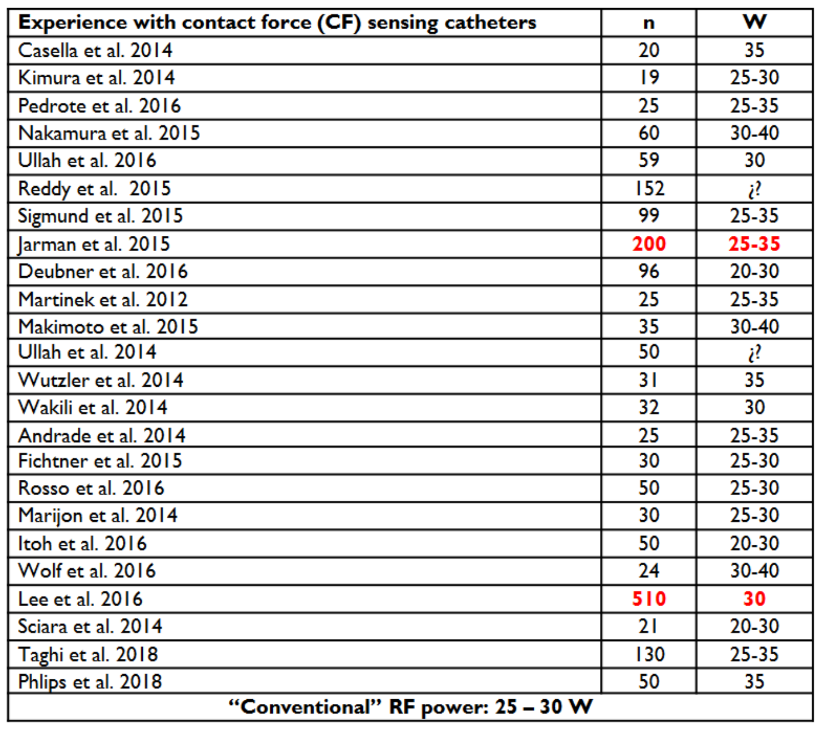 Experience with contact force (CF) sensing catheters n W
Casella et al. 2014 20 35
Kimura et al. 2014 19 25-30
Pedrote et al. 2016 25 25-35
Nakamura et al. 2015 60 30-40
Ullah et al. 2016 59 30
Reddy et al. 2015 152 ¿?
Sigmund et al. 2015 99 25-35
Jarman et al. 2015 200 25-35
Deubner et al. 2016 96 20-30
Martinek et al. 2012 25 25-35
Makimoto et al. 2015 35 30-40
Ullah et al. 2014 50 ¿?
Wutzler et al. 2014 31 35
Wakili et al. 2014 32 30
Andrade et al. 2014 25 25-35
Fichtner et al. 2015 30 25-30
Rosso et al. 2016 50 25-30
Marijon et al. 2014 30 25-30
Itoh et al. 2016 50 20-30
Wolf et al. 2016 24 30-40
Lee et al. 2016 510 30
Sciara et al. 2014 21 20-30
Taghi et al. 2018 130 25-35
Phlips et al. 2018 50 35
“Conventional” RF power: 25 – 30 W